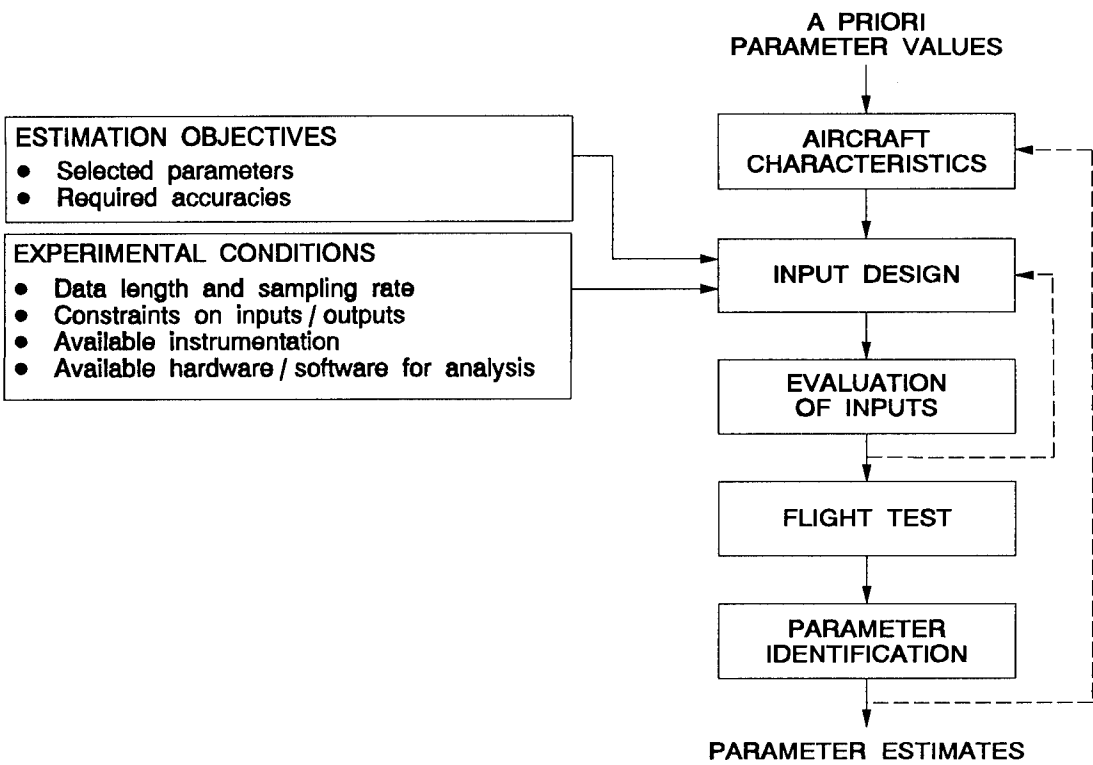 A PRIORI
PARAMETER VALUES
ESTIMATION OBJECTIVES
● Selected parameters
● Required accuracies
EXPERIMENTAL CONDITIONS
● Data length and sampling rate
● Constraints on inputs / outputs
● Available instrumentation
● Available hardware / software for analysis
AIRCRAFT
CHARACTERISTICS
INPUT DESIGN
EVALUATION
OF INPUTS
FLIGHT TEST
PARAMETER
IDENTIFICATION
PARAMETER ESTIMATES